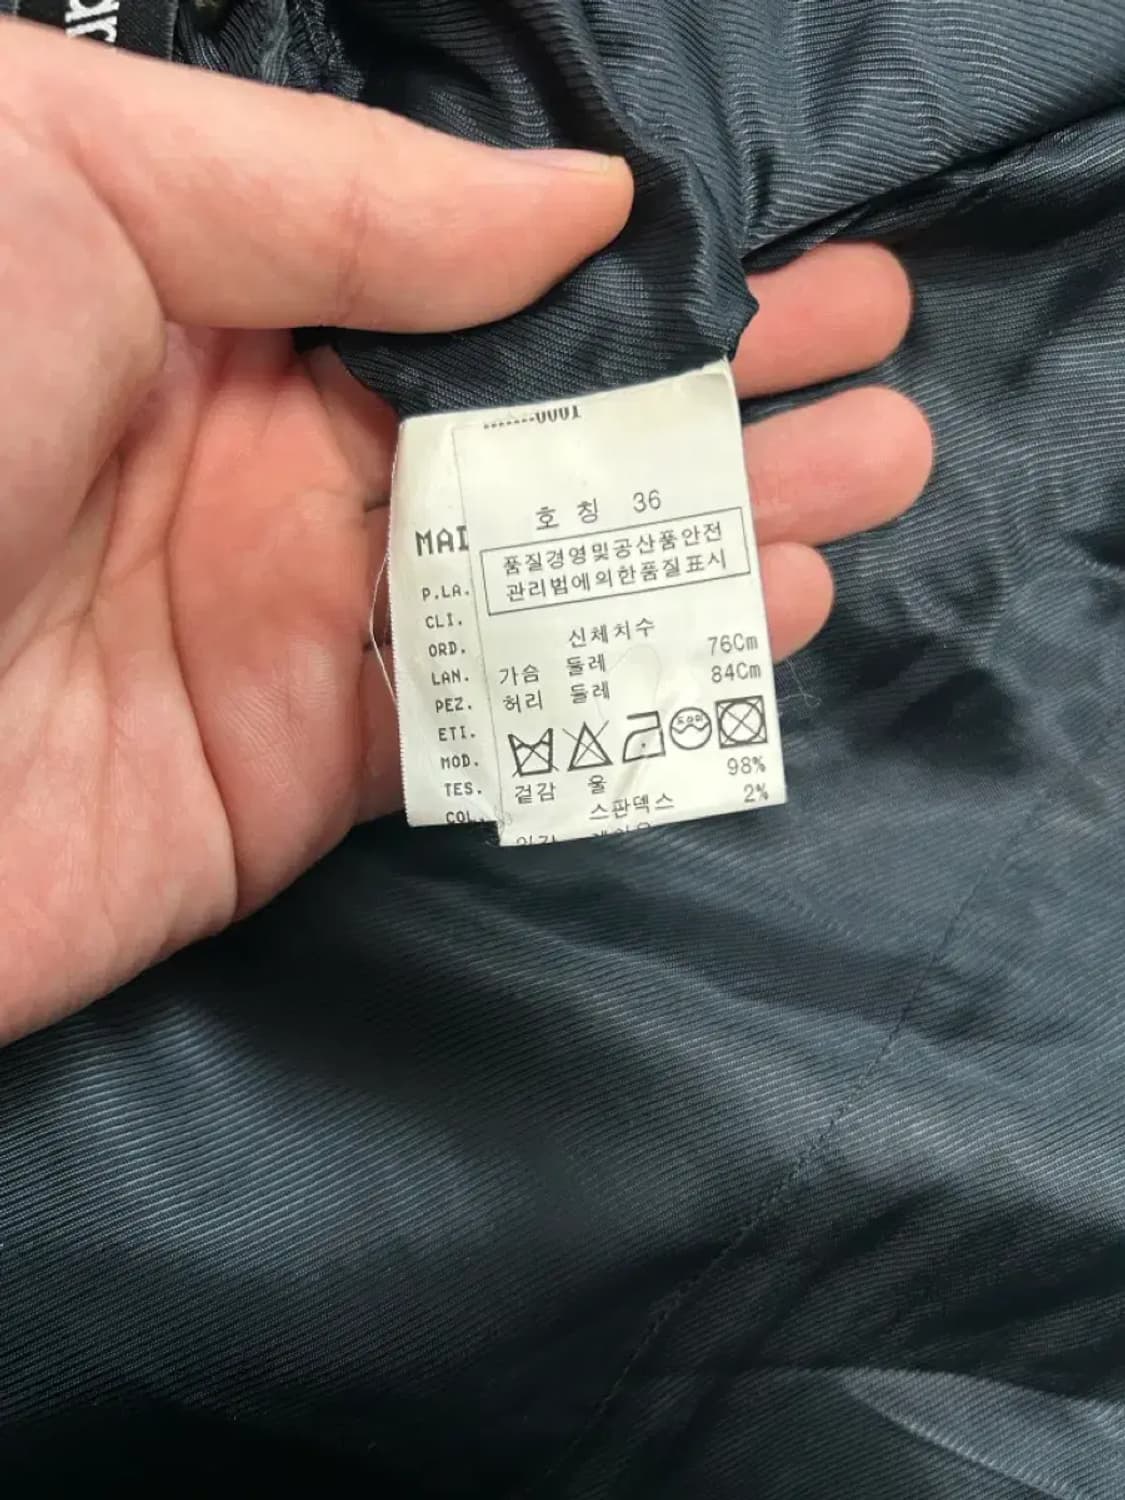 호 칭 36
품질경영및공산품안전
관리법에의한품질표시
신체치수
가슴 둘레 76Cm
허리 둘레 84Cm
겉감 울 98%
스판덱스 2%
MAI
P.LA.
CLI.
ORD.
LAN.
PEZ.
ETI.
MOD.
TES.
COL.